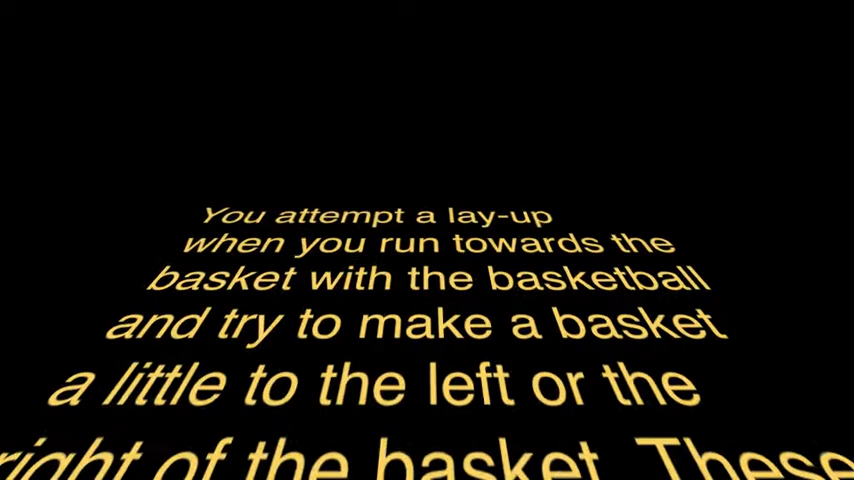 You attempt a lay-up
when you run towards the
basket with the basketball
and try to make a basket
a little to the left or the
right of the basket. These